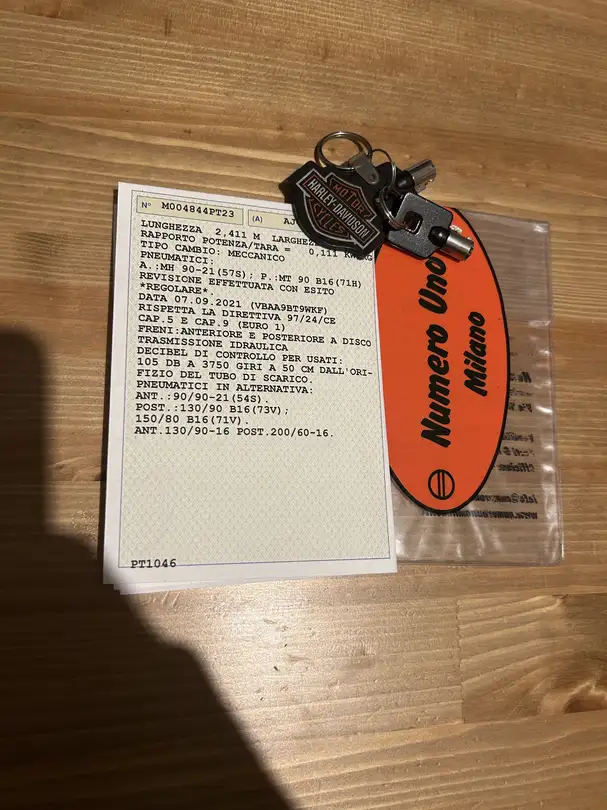 N° M004844PT23 (A) AJ
LUNGHEZZA 2,411 M LARGHE
RAPPORTO POTENZA/TARA = 0,111
TIPO CAMBIO: MECCANICO
PNEUMATICI:
A.:MH 90-21(57S); P.:MT 90 B16(71H)
REVISIONE EFFETTUATA CON ESITO
*REGOLARE*.
DATA 07.09.2021 (VBAA9BT9WKF)
RISPETTA LA DIRETTIVA 97/24/CE
CAP.5 E CAP.9 (EURO 1)
FRENI:ANTERIORE E POSTERIORE A DISCO
TRASMISSIONE IDRAULICA
DECIBEL DI CONTROLLO PER USATI:
105 DB A 3750 GIRI A 50 CM DALL'ORI-
FIZIO DEL TUBO DI SCARICO.
PNEUMATICI IN ALTERNATIVA:
ANT.:90/90-21(54S).
POST.:130/90 B16(73V);
150/80 B16(71V).
ANT.130/90-16 POST.200/60-16.
PT1046
MOTOR
HARLEY-DAVIDSON
CYCLES
Numero Uno
Milano